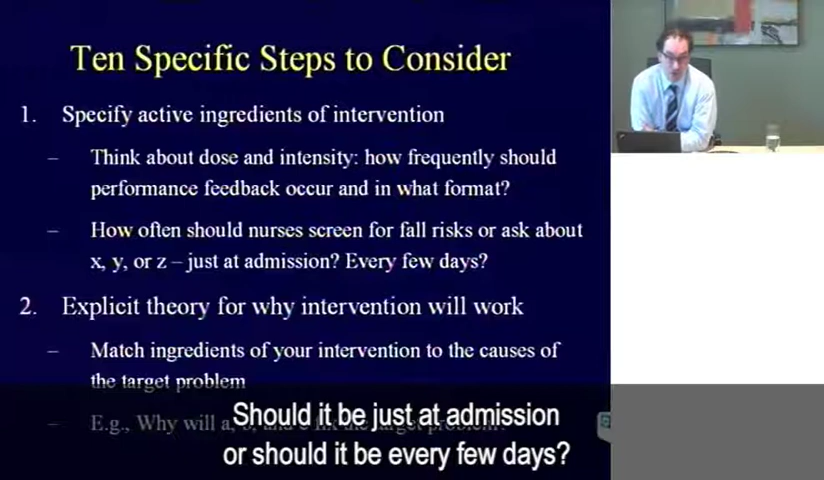 Ten Specific Steps to Consider
1. Specify active ingredients of intervention
– Think about dose and intensity: how frequently should
performance feedback occur and in what format?
– How often should nurses screen for fall risks or ask about
x, y, or z – just at admission? Every few days?
2. Explicit theory for why intervention will work
– Match ingredients of your intervention to the causes of
the target problem
– E.g., Why will a,
Should it be just at admission
or should it be every few days?